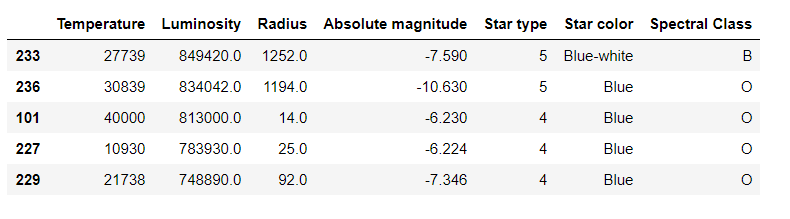 Temperature Luminosity Radius Absolute magnitude Star type Star color Spectral Class
233 27739 849420.0 1252.0 -7.590 5 Blue-white B
236 30839 834042.0 1194.0 -10.630 5 Blue O
101 40000 813000.0 14.0 -6.230 4 Blue O
227 10930 783930.0 25.0 -6.224 4 Blue O
229 21738 748890.0 92.0 -7.346 4 Blue O